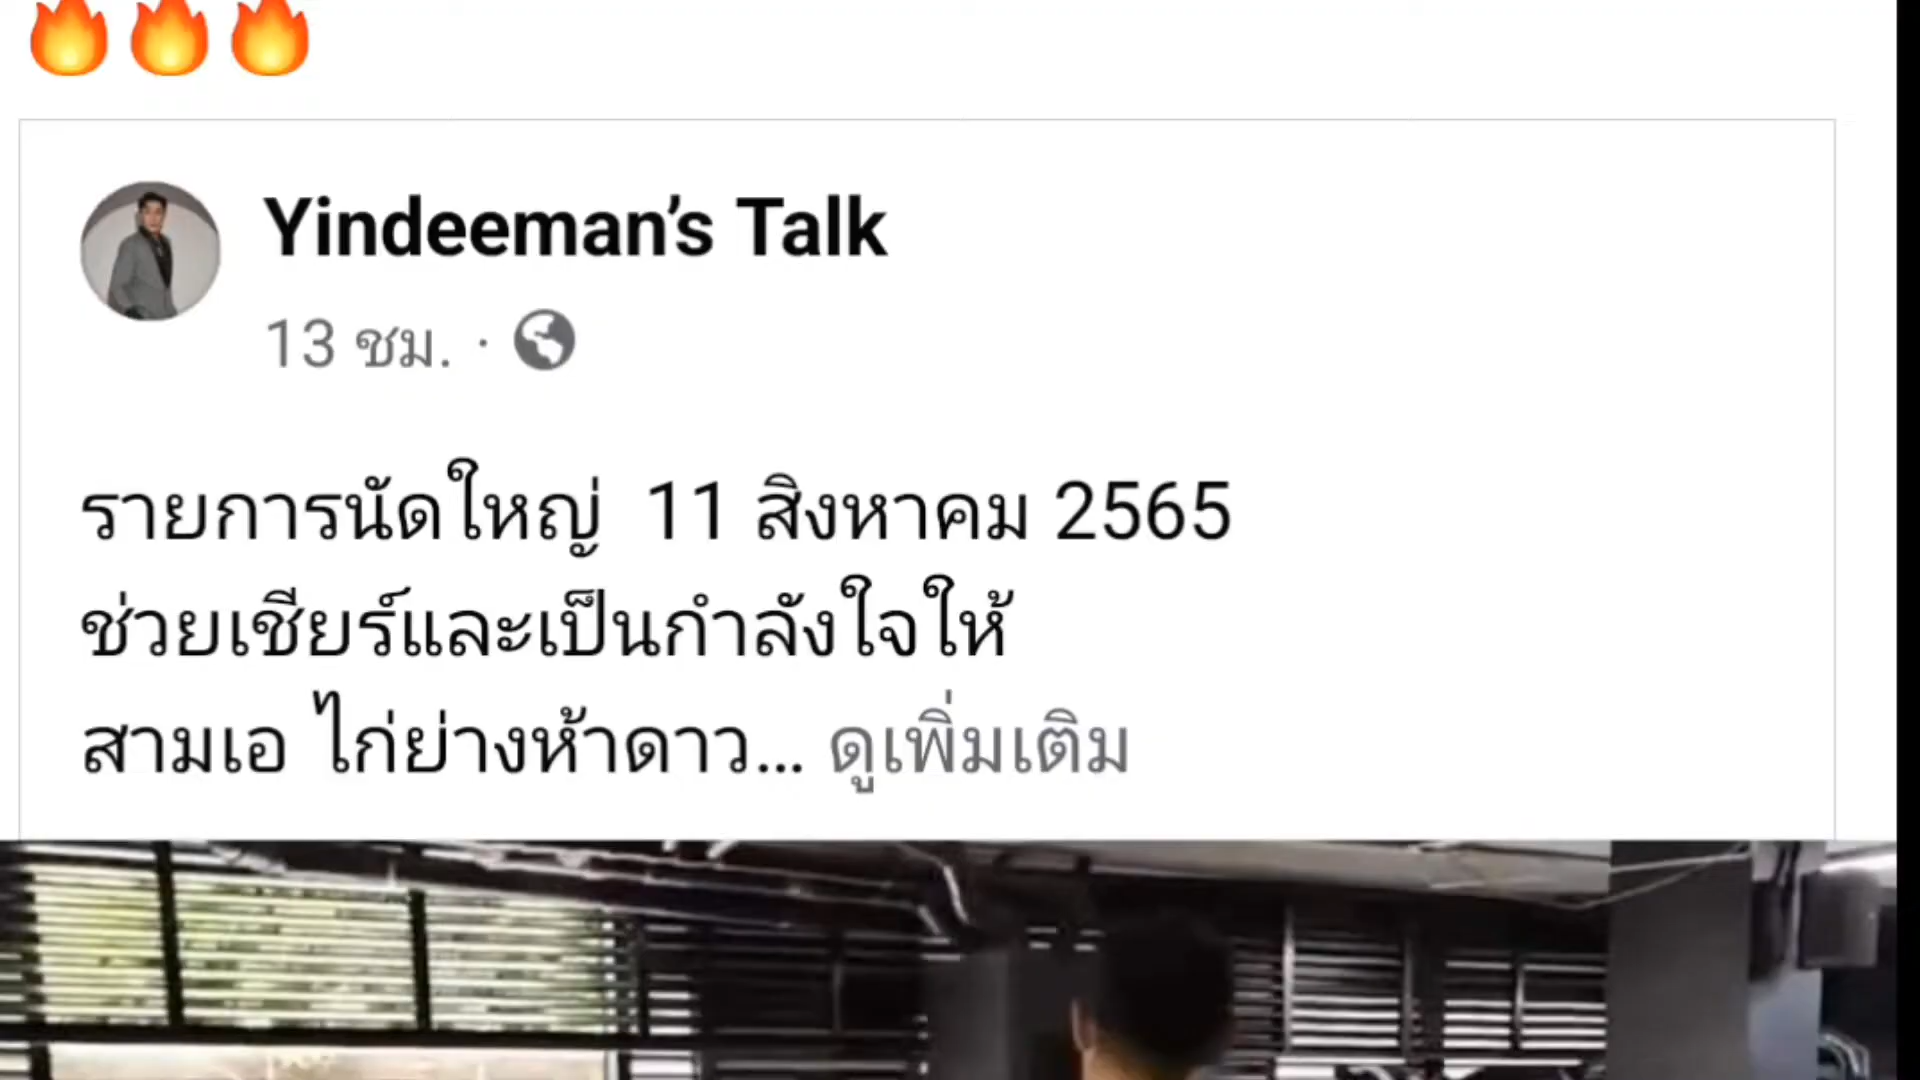 Yindeeman’s Talk
13 ชม. ·
รายการนัดใหญ่ 11 สิงหาคม 2565
ช่วยเชียร์และเป็นกำลังใจให้
สามเอ ไก่ย่างห้าดาว... ดูเพิ่มเติม